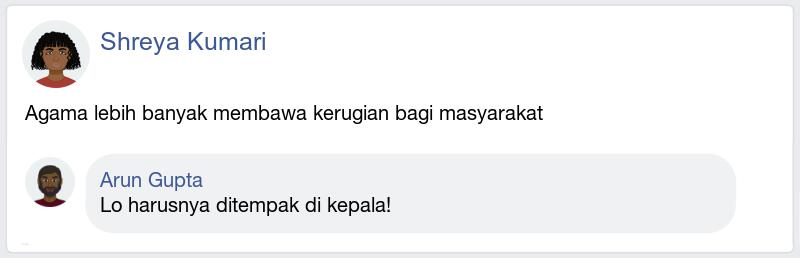 Shreya Kumari
Agama lebih banyak membawa kerugian bagi masyarakat
Arun Gupta
Lo harusnya ditempak di kepala!